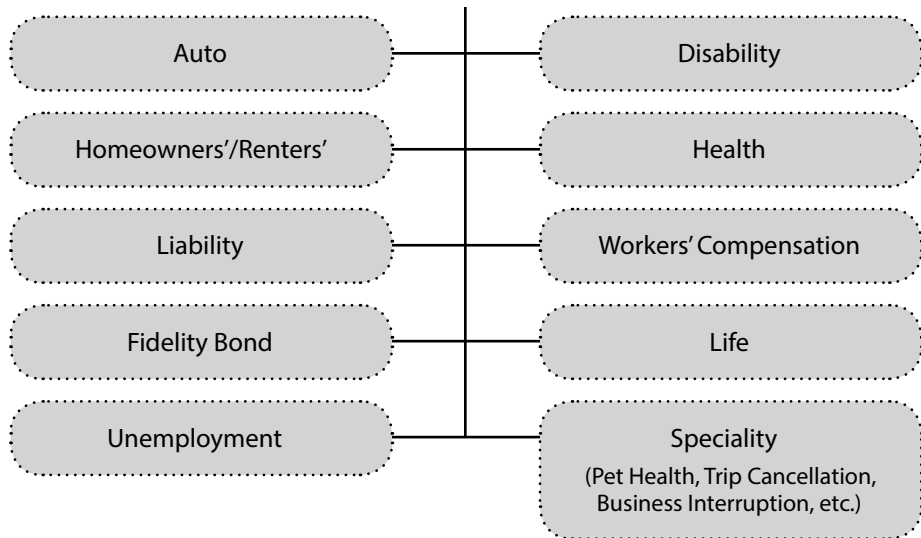 Auto
Disability
Homeowners’/Renters’
Health
Liability
Workers’ Compensation
Fidelity Bond
Life
Unemployment
Speciality
(Pet Health, Trip Cancellation,
Business Interruption, etc.)